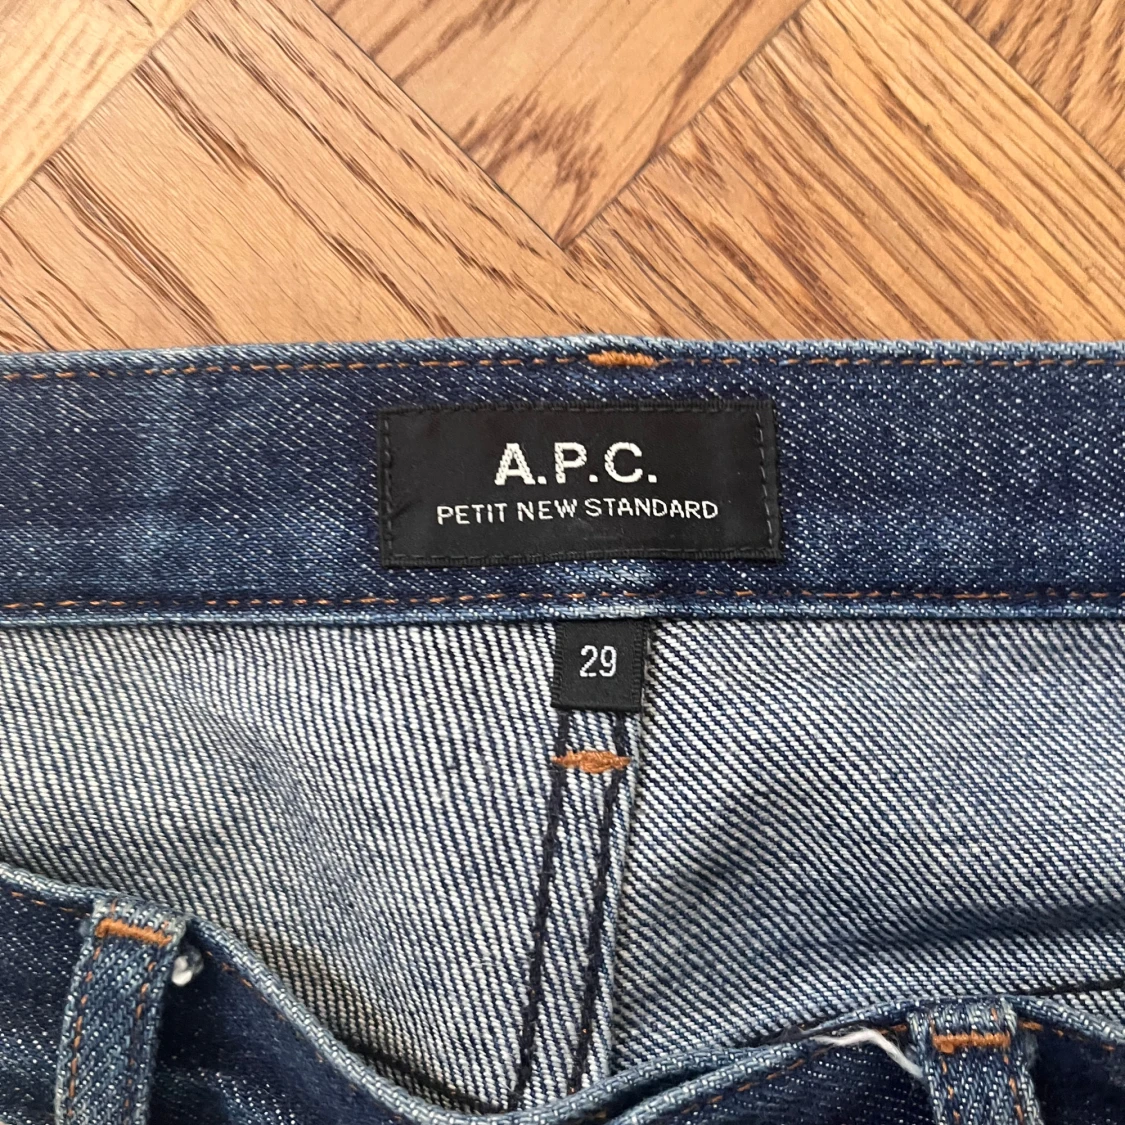 A.P.C.
PETIT NEW STANDARD
29